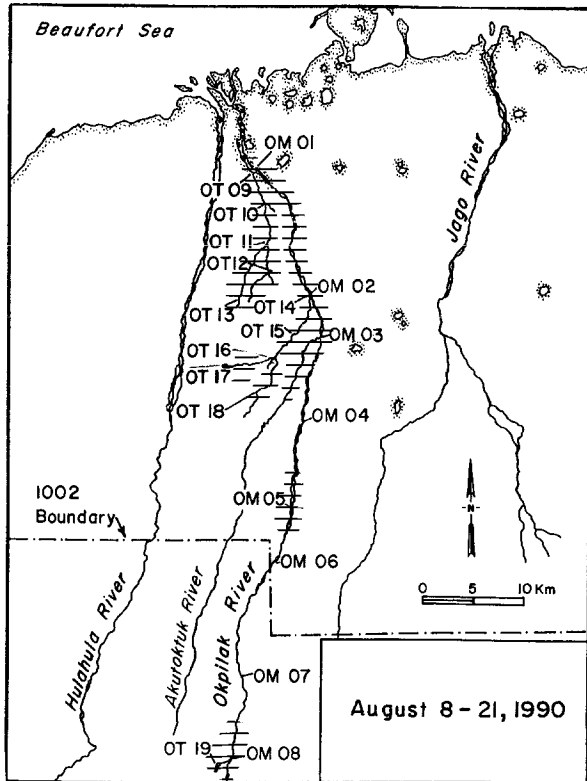 Beaufort Sea
OM 01
OT 09
OT 10
OT 11
OT 12
OM 02
OT 13
OT 14
OT 15
OM 03
OT 16
OT 17
OT 18
OM 04
Jago River
OM 05
1002
Boundary
N
OM 06
0 5 10 Km
Hulahula River
Akutoktuk River
Okpilak River
OM 07
August 8-21, 1990
OT 19
OM 08